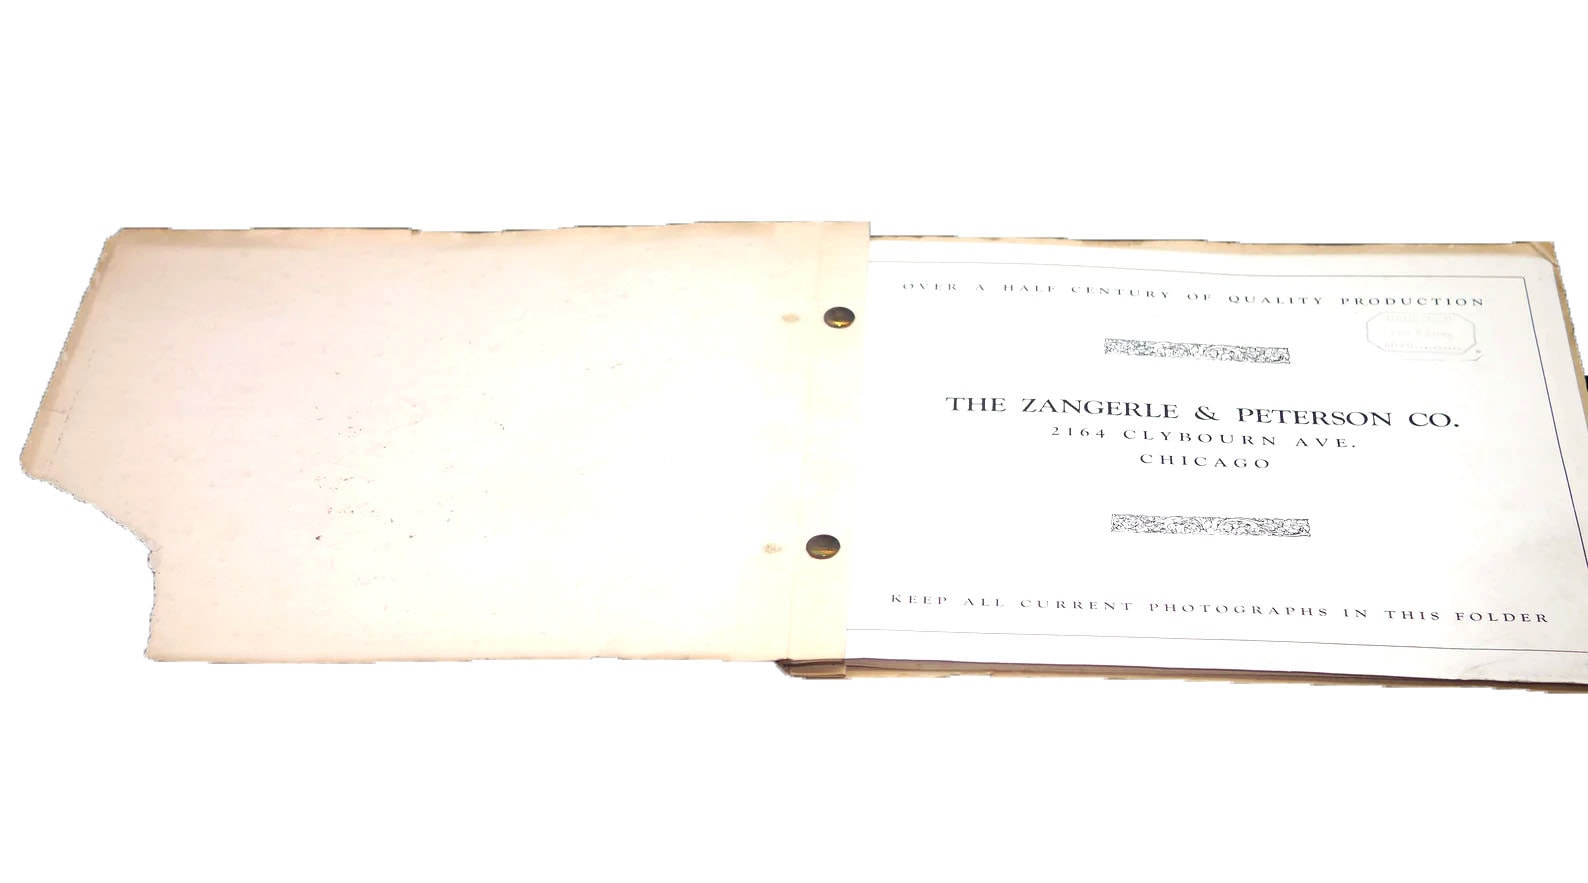 OVER A HALF CENTURY OF QUALITY PRODUCTION
THE ZANGERLE & PETERSON CO.
2164 CLYBOURN AVE.
CHICAGO
KEEP ALL CURRENT PHOTOGRAPHS IN THIS FOLDER